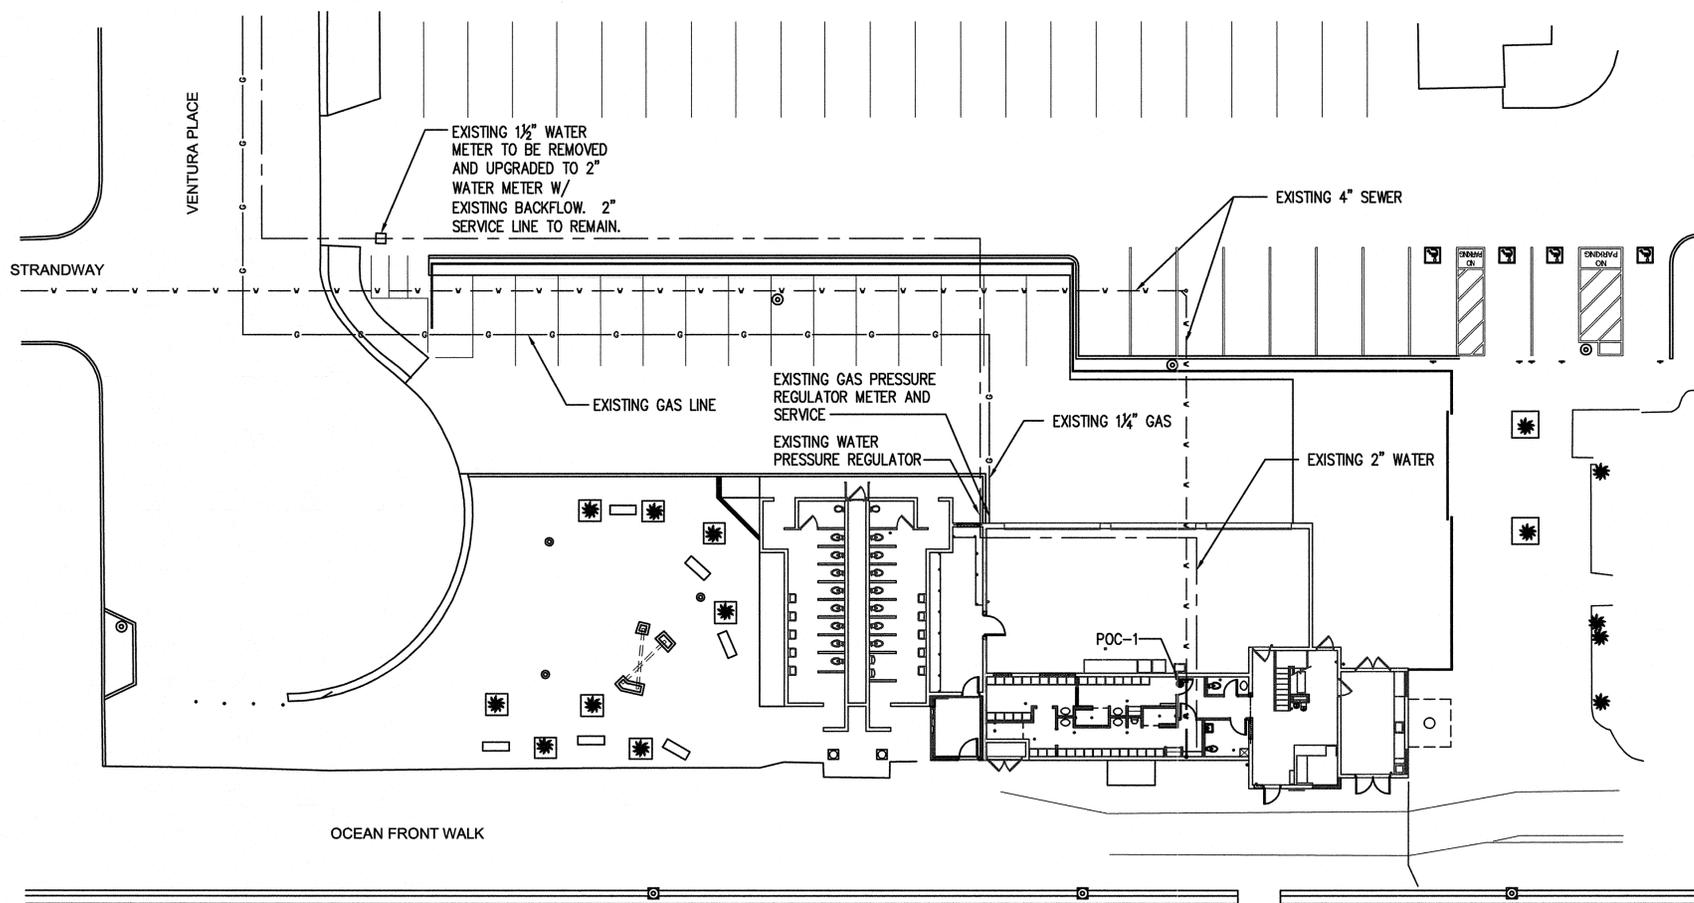 VENTURA PLACE
EXISTING 1½" WATER
METER TO BE REMOVED
AND UPGRADED TO 2"
WATER METER W/
EXISTING BACKFLOW. 2"
SERVICE LINE TO REMAIN.
EXISTING 4" SEWER
STRANDWAY
NO
PARKING
NO
PARKING
EXISTING GAS LINE
EXISTING GAS PRESSURE
REGULATOR METER AND
SERVICE
EXISTING WATER
PRESSURE REGULATOR
EXISTING 1¼" GAS
EXISTING 2" WATER
POC-1
OCEAN FRONT WALK